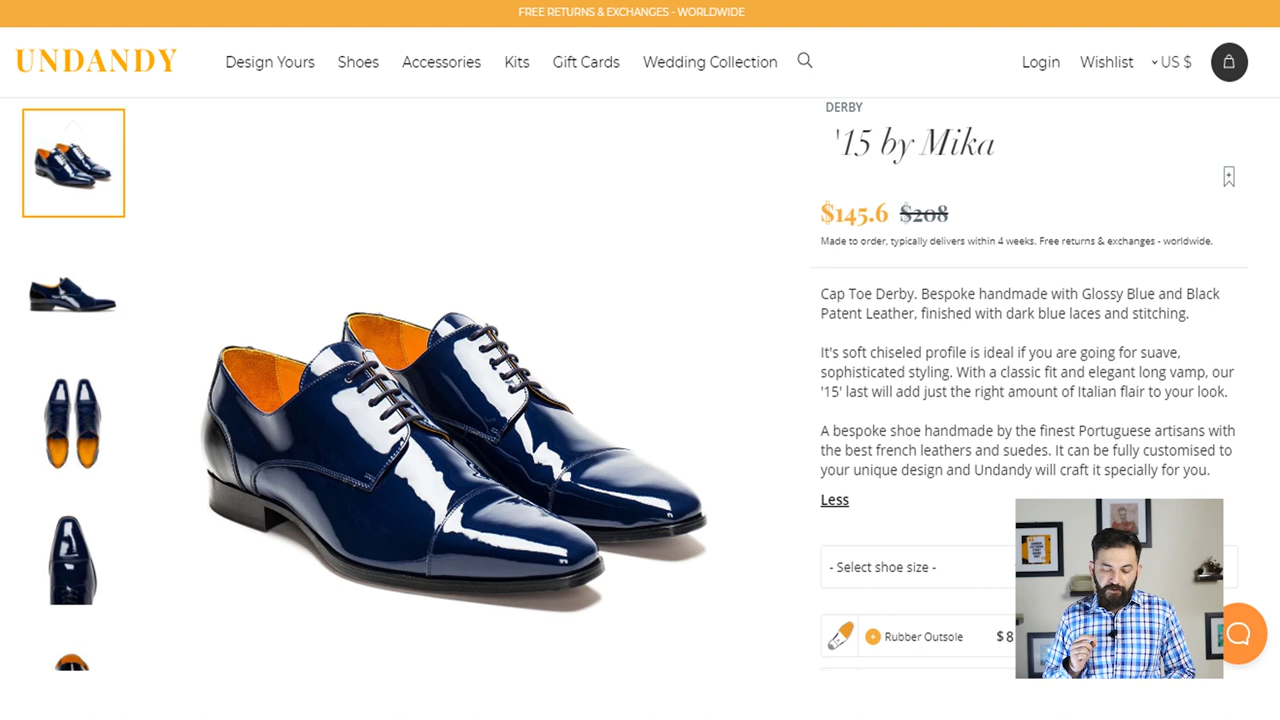 FREE RETURNS & EXCHANGES - WORLDWIDE
UNDANDY
Design Yours
Shoes
Accessories
Kits
Gift Cards
Wedding Collection
Login
Wishlist
US $
DERBY
'15 by Mika
$145.6 $208
Made to order, typically delivers within 4 weeks. Free returns & exchanges - worldwide.
Cap Toe Derby. Bespoke handmade with Glossy Blue and Black
Patent Leather, finished with dark blue laces and stitching.
It's soft chiseled profile is ideal if you are going for suave,
sophisticated styling. With a classic fit and elegant long vamp, our
'15' last will add just the right amount of Italian flair to your look.
A bespoke shoe handmade by the finest Portuguese artisans with
the best french leathers and suedes. It can be fully customised to
your unique design and Undandy will craft it specially for you.
Less
- Select shoe size -
Rubber Outsole $8